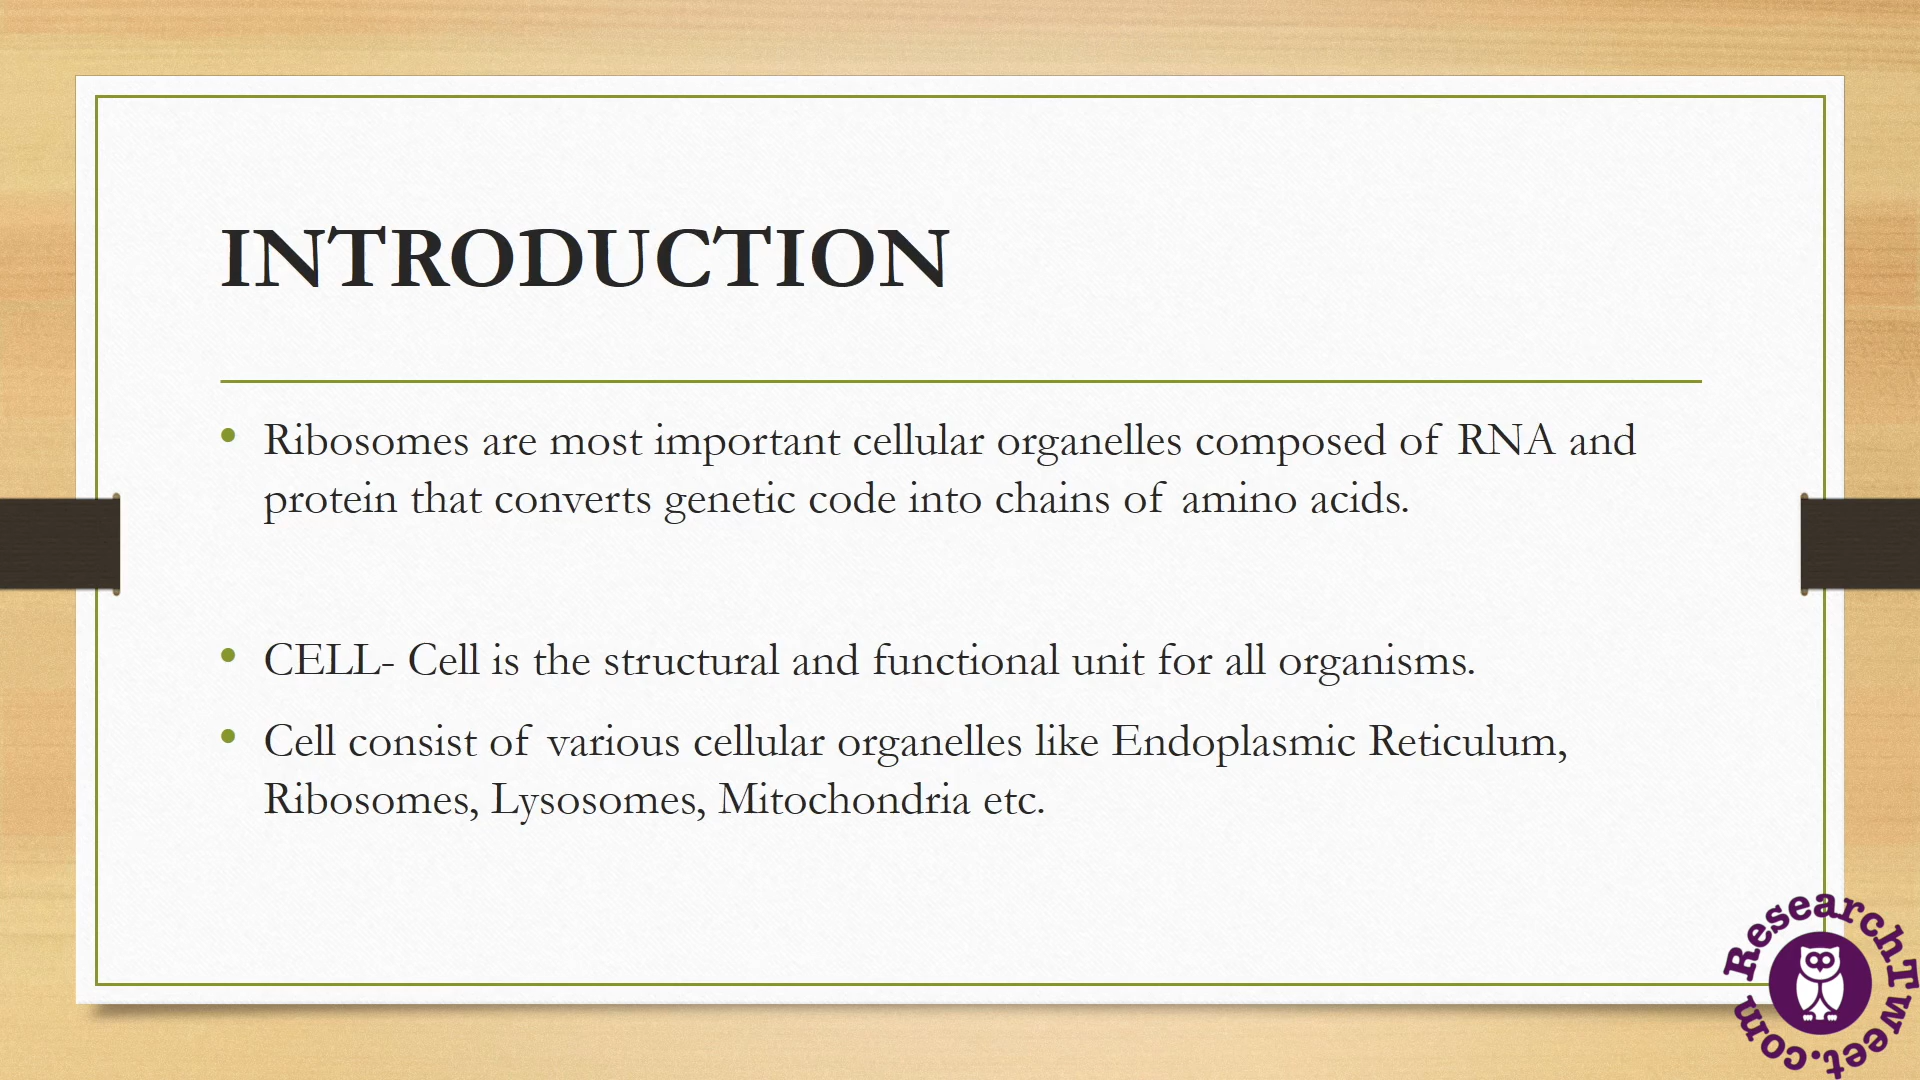 INTRODUCTION
• Ribosomes are most important cellular organelles composed of RNA and
protein that converts genetic code into chains of amino acids.
• CELL- Cell is the structural and functional unit for all organisms.
• Cell consist of various cellular organelles like Endoplasmic Reticulum,
Ribosomes, Lysosomes, Mitochondria etc.
ResearchTweet.com